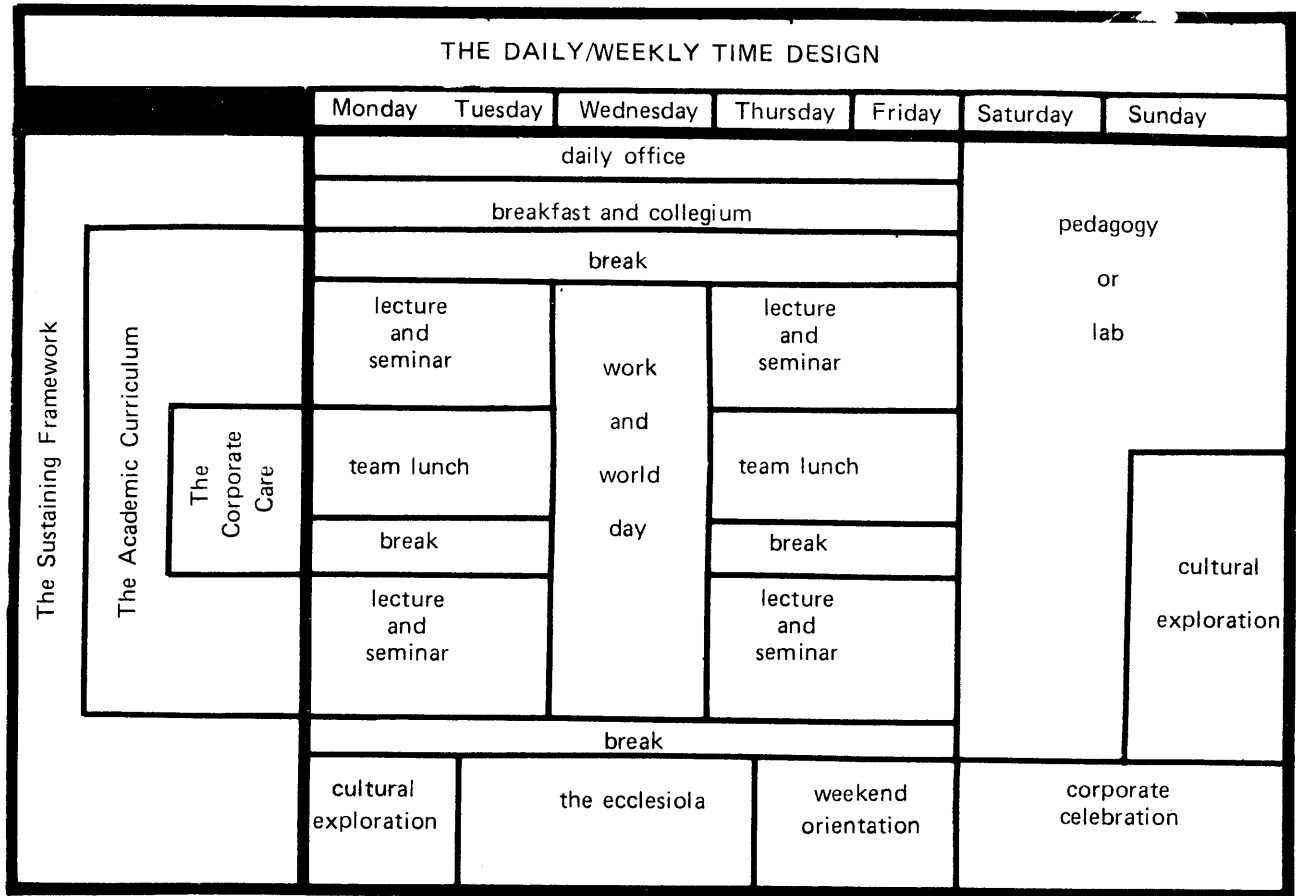 THE DAILY/WEEKLY TIME DESIGN
Monday Tuesday Wednesday Thursday Friday Saturday Sunday
The Sustaining Framework
The Academic Curriculum
The
Corporate
Care
daily office
breakfast and collegium
break
lecture
and
seminar
team lunch
break
lecture
and
seminar
work
and
world
day
lecture
and
seminar
team lunch
break
lecture
and
seminar
pedagogy
or
lab
cultural
exploration
break
cultural
exploration
the ecclesiola
weekend
orientation
corporate
celebration